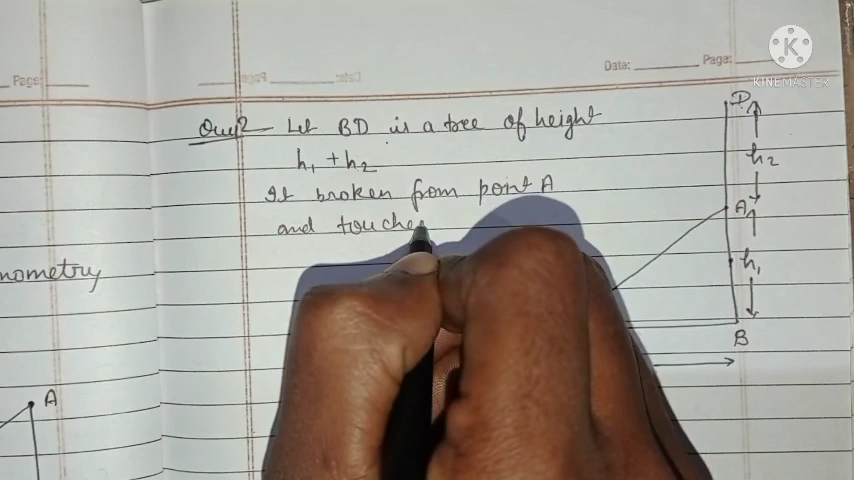 Page:
Date: Page:
K
KINEMASTER
Que2 Let BD is a tree of height
h₁ + h₂
It broken from point A
and touche
D
h₂
A
h₁
B
nometry
A